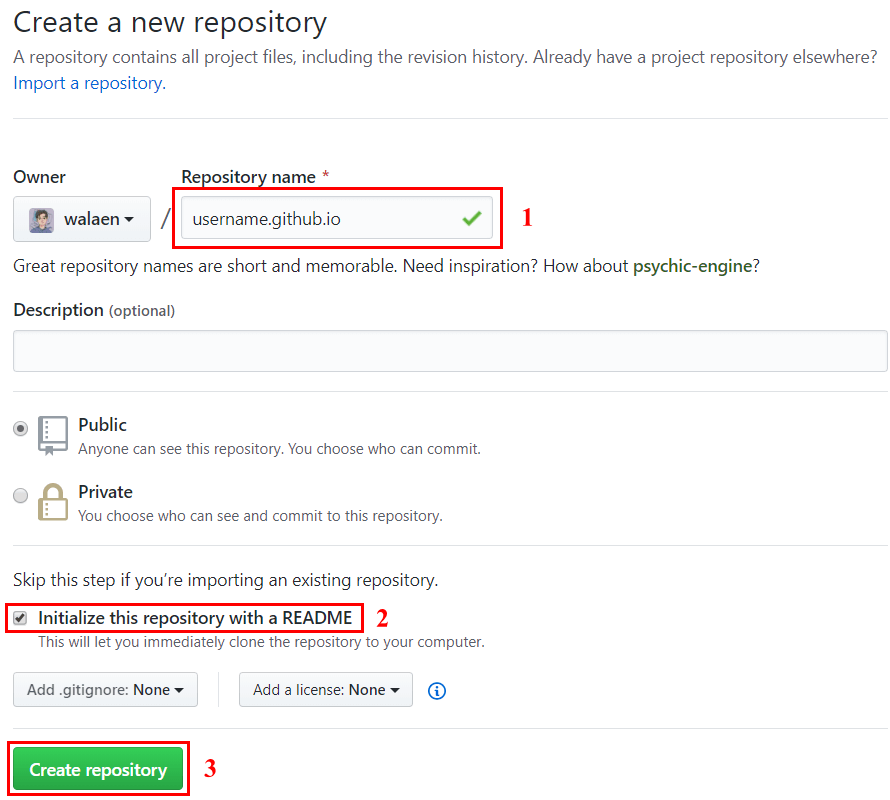 Create a new repository
A repository contains all project files, including the revision history. Already have a project repository elsewhere?
Import a repository.
Owner Repository name *
walaen / username.github.io 1
Great repository names are short and memorable. Need inspiration? How about psychic-engine?
Description (optional)
Public
Anyone can see this repository. You choose who can commit.
Private
You choose who can see and commit to this repository.
Skip this step if you’re importing an existing repository.
Initialize this repository with a README 2
This will let you immediately clone the repository to your computer.
Add .gitignore: None Add a license: None
Create repository 3